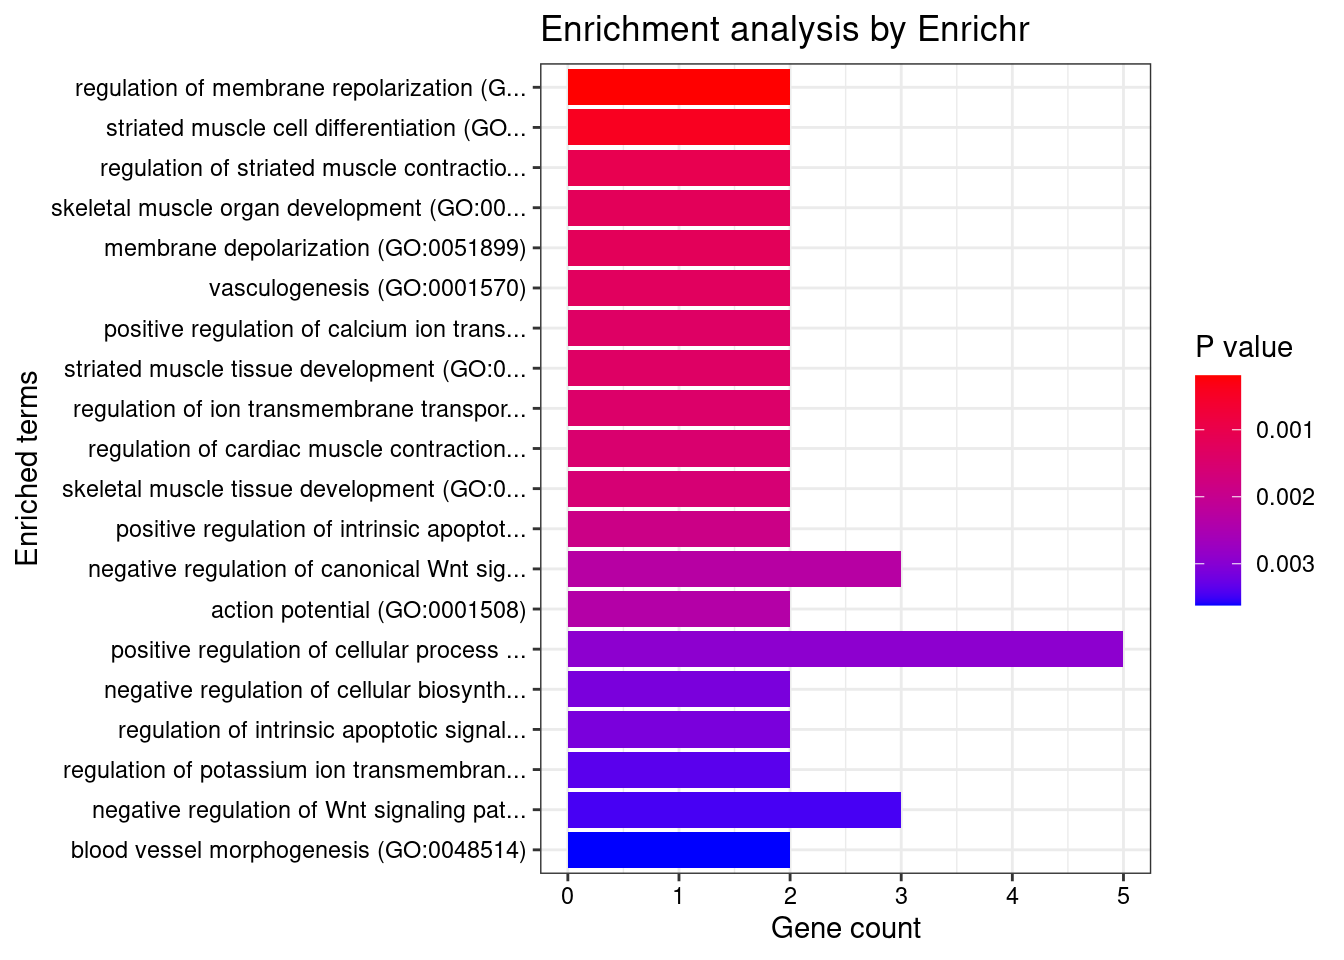 Enrichment analysis by Enrichr
regulation of membrane repolarization (G...
striated muscle cell differentiation (GO...
regulation of striated muscle contractio...
skeletal muscle organ development (GO:00...
membrane depolarization (GO:0051899)
vasculogenesis (GO:0001570)
positive regulation of calcium ion trans...
striated muscle tissue development (GO:0...
regulation of ion transmembrane transpor...
regulation of cardiac muscle contraction...
skeletal muscle tissue development (GO:0...
positive regulation of intrinsic apoptot...
negative regulation of canonical Wnt sig...
action potential (GO:0001508)
positive regulation of cellular process ...
negative regulation of cellular biosynth...
regulation of intrinsic apoptotic signal...
regulation of potassium ion transmembran...
negative regulation of Wnt signaling pat...
blood vessel morphogenesis (GO:0048514)
Enriched terms
0 1 2 3 4 5
Gene count
P value
0.001
0.002
0.003